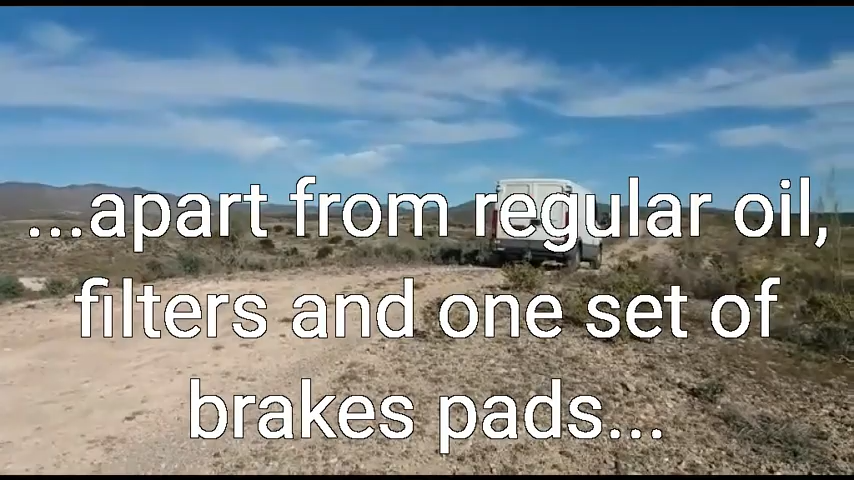 ...apart from regular oil,
filters and one set of
brakes pads...